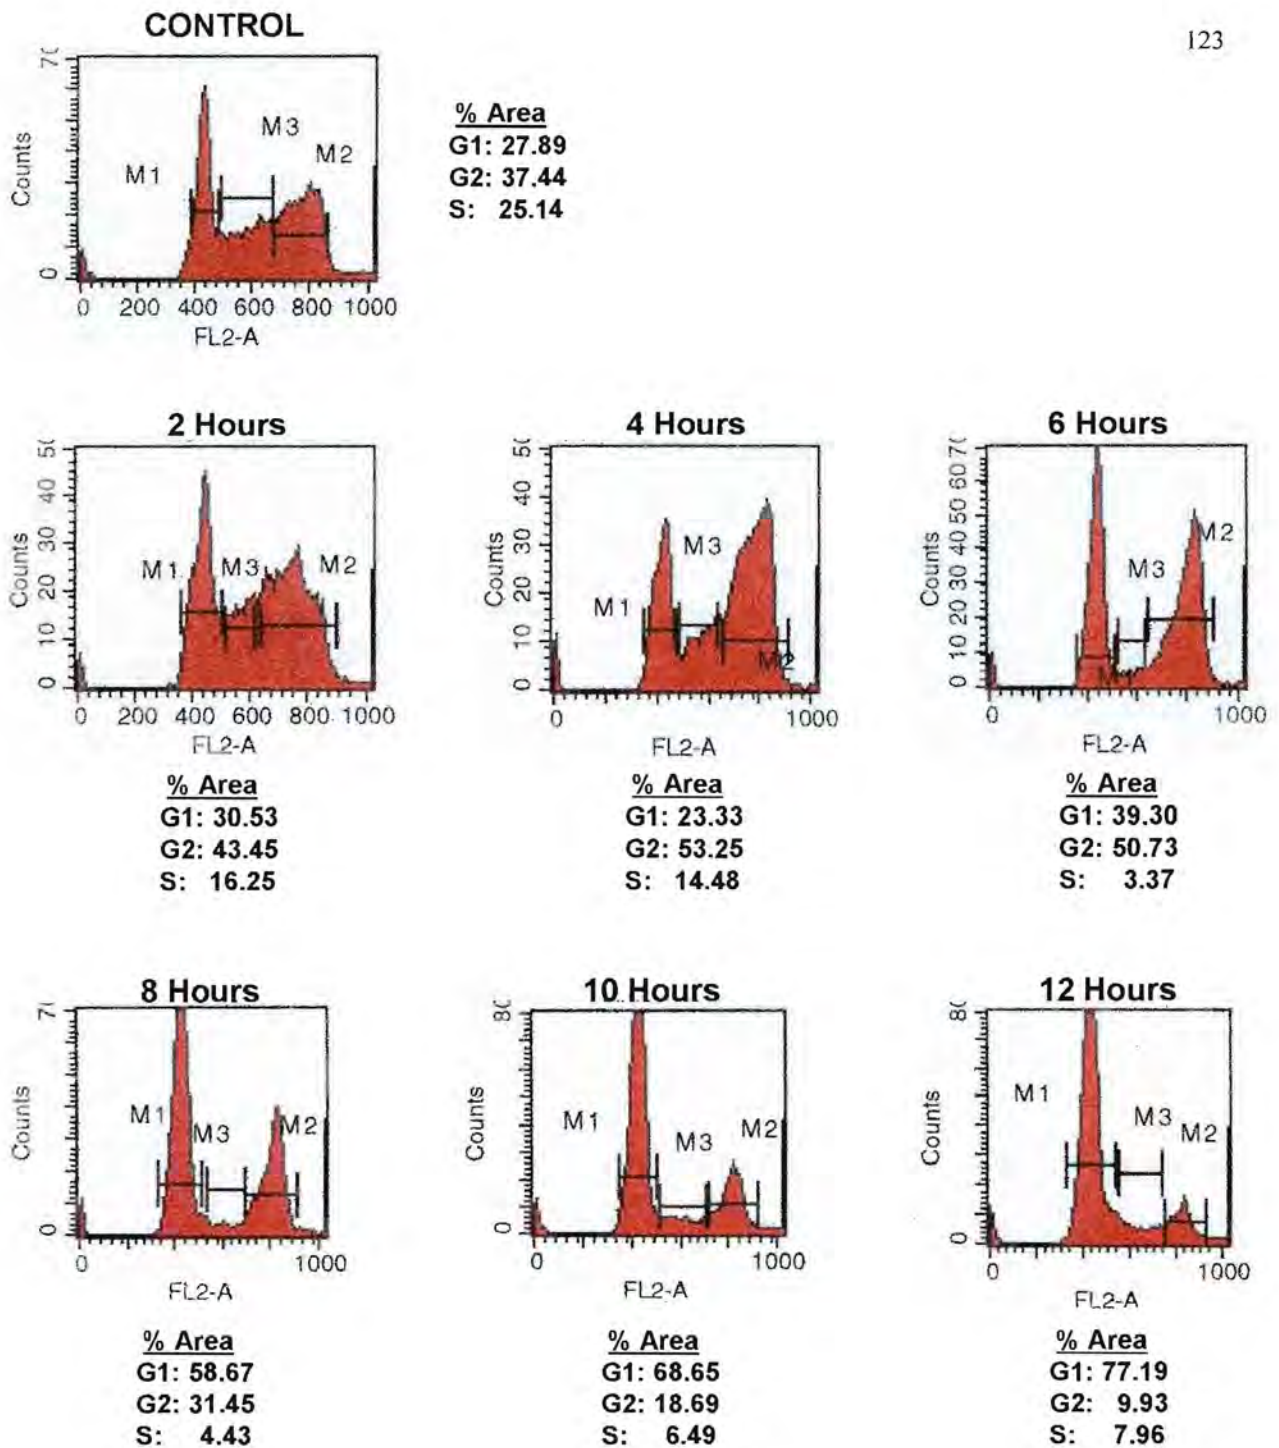 123
CONTROL
7(
Counts
0
M1
M3
M2
0 200 400 600 800 1000
FL2-A
% Area
G1: 27.89
G2: 37.44
S: 25.14
2 Hours
5(
40
30
20
10
0
Counts
M1 M3 M2
0 200 400 600 800 1000
FL2-A
% Area
G1: 30.53
G2: 43.45
S: 16.25
4 Hours
5(
40
30
20
10
0
Counts
M1
M3
M2
0 1000
FL2-A
% Area
G1: 23.33
G2: 53.25
S: 14.48
6 Hours
7(
60
50
40
30
20
10
0
Counts
M2
M3
0 1000
FL2-A
% Area
G1: 39.30
G2: 50.73
S: 3.37
8 Hours
7(
0
Counts
M1
M3
M2
0 1000
FL2-A
% Area
G1: 58.67
G2: 31.45
S: 4.43
10 Hours
8(
0
Counts
M1
M3
M2
0 1000
FL2-A
% Area
G1: 68.65
G2: 18.69
S: 6.49
12 Hours
8(
0
Counts
M1
M3
M2
0 1000
FL2-A
% Area
G1: 77.19
G2: 9.93
S: 7.96